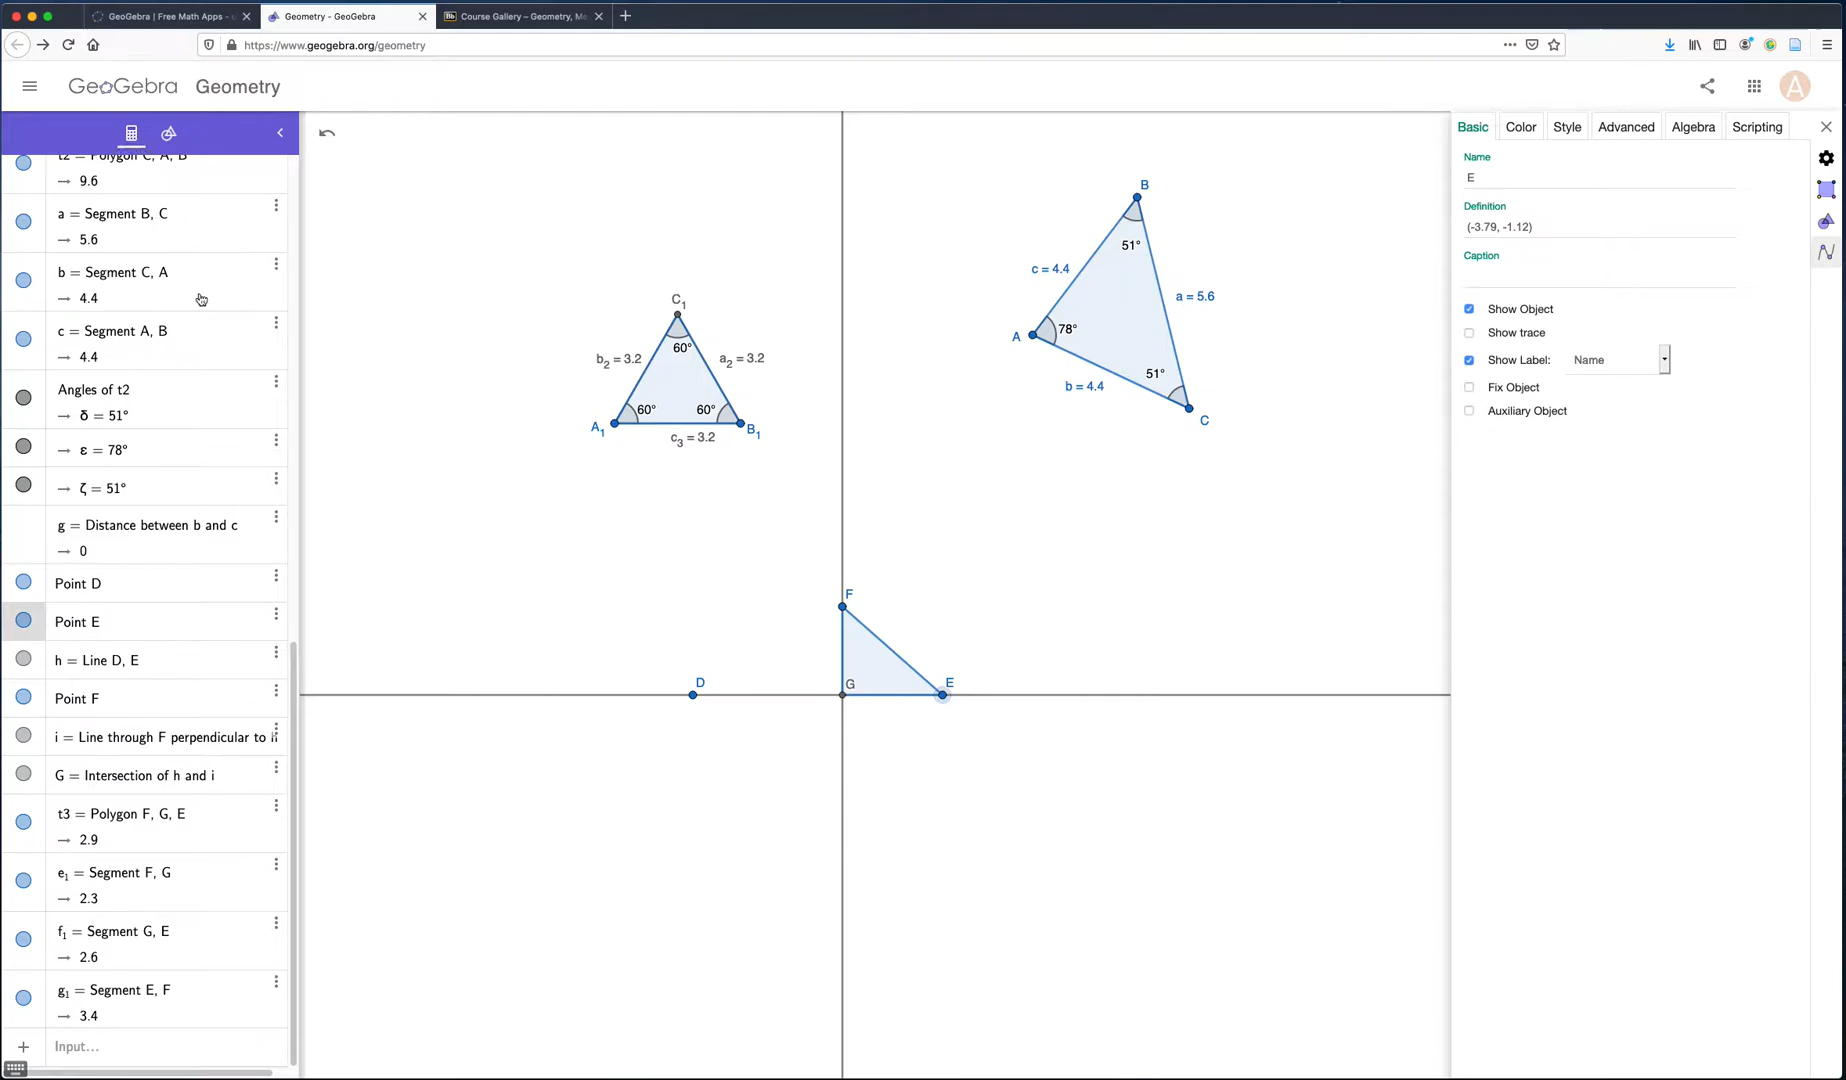 GeoGebra | Free Math Apps - u
Geometry - GeoGebra
Bb Course Gallery – Geometry, Me
https://www.geogebra.org/geometry
GeoGebra Geometry
A
t2 = Polygon C, A, B
→ 9.6
a = Segment B, C
→ 5.6
b = Segment C, A
→ 4.4
c = Segment A, B
→ 4.4
Angles of t2
→ δ = 51°
→ ε = 78°
→ ζ = 51°
g = Distance between b and c
→ 0
Point D
Point E
h = Line D, E
Point F
i = Line through F perpendicular to h
G = Intersection of h and i
t3 = Polygon F, G, E
→ 2.9
e₁ = Segment F, G
→ 2.3
f₁ = Segment G, E
→ 2.6
g₁ = Segment E, F
→ 3.4
Input...
C₁
60°
b₂ = 3.2
a₂ = 3.2
60°
60°
A₁
B₁
c₃ = 3.2
B
51°
c = 4.4
a = 5.6
A
78°
51°
b = 4.4
C
F
D
G
E
Basic Color Style Advanced Algebra Scripting
Name
E
Definition
(-3.79, -1.12)
Caption
Show Object
Show trace
Show Label: Name
Fix Object
Auxiliary Object